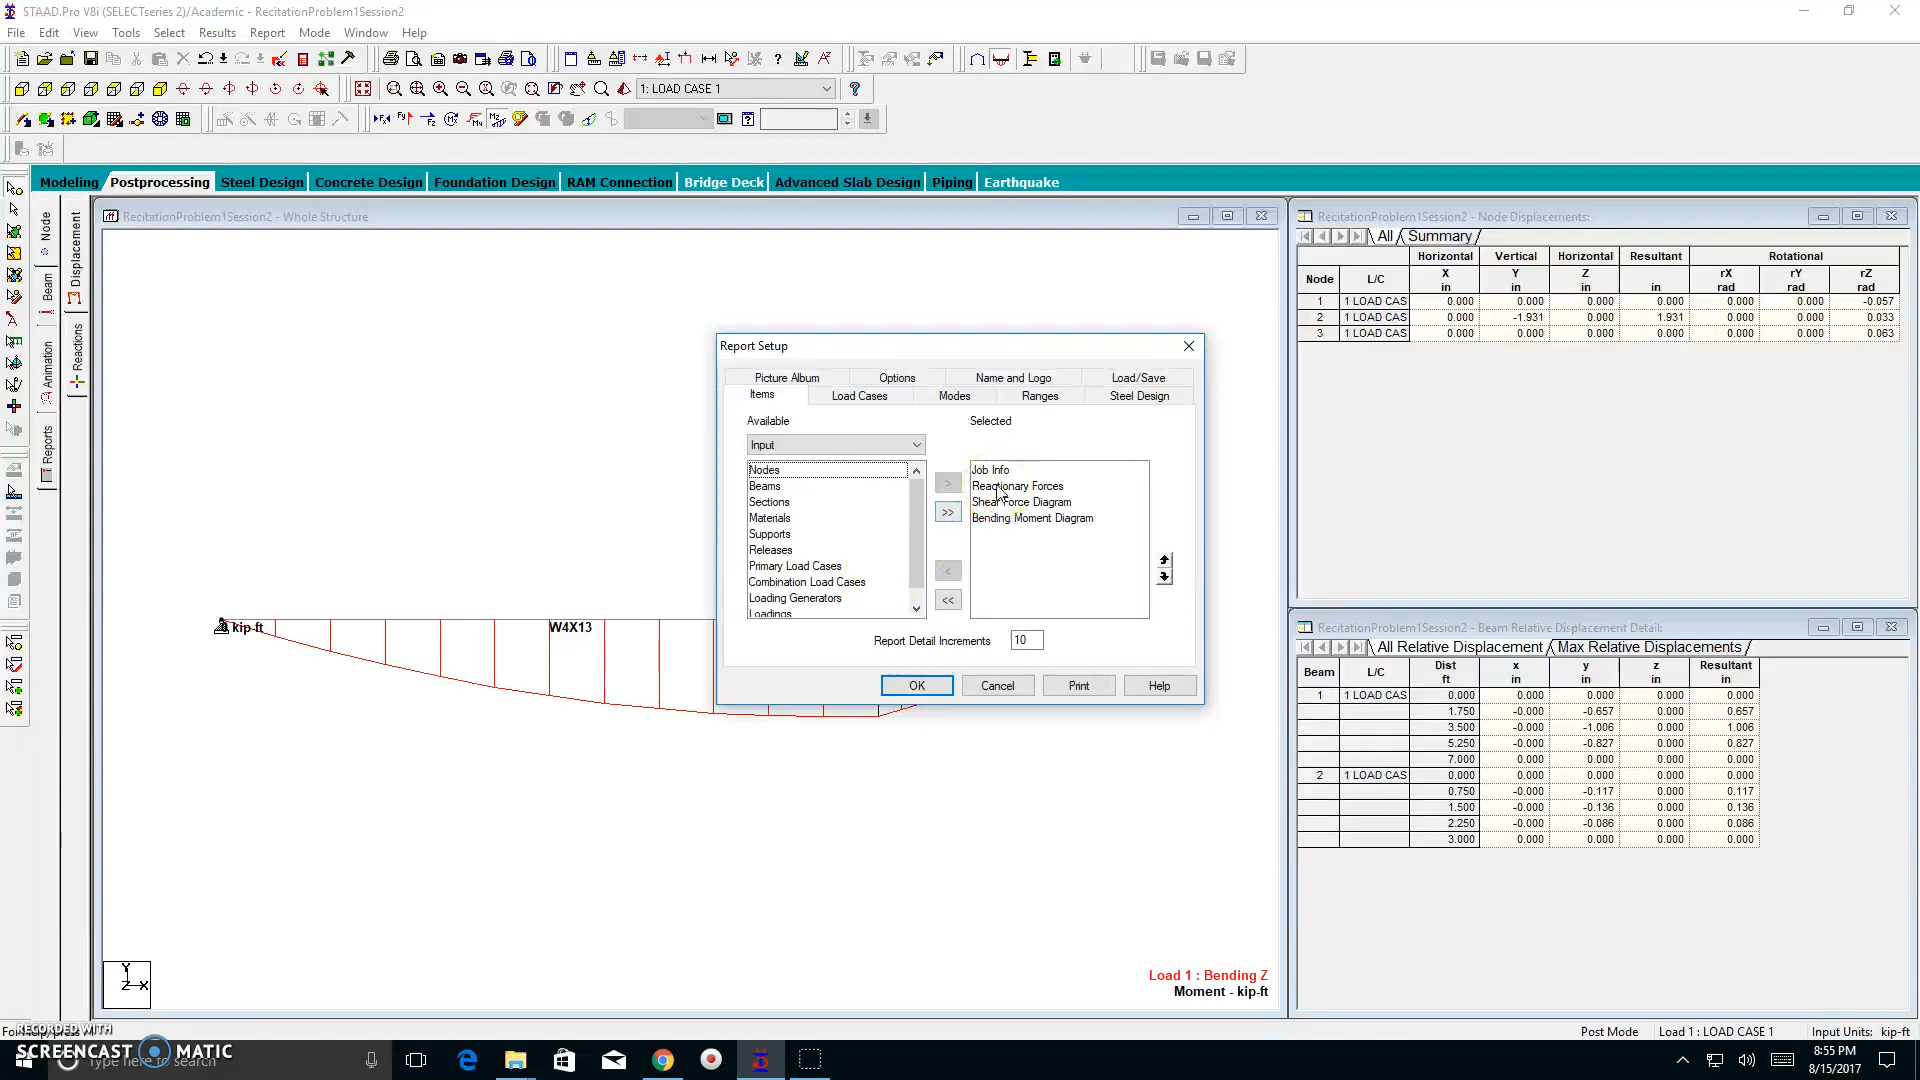 STAAD.Pro V8i (SELECTseries 2)/Academic - RecitationProblem1Session2
File Edit View Tools Select Results Report Mode Window Help
1: LOAD CASE 1
Modeling Postprocessing Steel Design Concrete Design Foundation Design RAM Connection Bridge Deck Advanced Slab Design Piping Earthquake
Node
Beam
Animation
Reports
Displacement
Reactions
RecitationProblem1Session2 - Whole Structure
kip-ft
W4X13
Load 1 : Bending Z
Moment - kip-ft
Y
Z X
Report Setup
Picture Album Options Name and Logo Load/Save
Items Load Cases Modes Ranges Steel Design
Available Selected
Input
Nodes
Beams
Sections
Materials
Supports
Releases
Primary Load Cases
Combination Load Cases
Loading Generators
Loadings
>
>>
<
<<
Job Info
Reactionary Forces
Shear Force Diagram
Bending Moment Diagram
Report Detail Increments 10
OK Cancel Print Help
RecitationProblem1Session2 - Node Displacements:
All Summary
Horizontal Vertical Horizontal Resultant Rotational
Node L/C X in Y in Z in in rX rad rY rad rZ rad
1 1 LOAD CAS 0.000 0.000 0.000 0.000 0.000 0.000 -0.057
2 1 LOAD CAS 0.000 -1.931 0.000 1.931 0.000 0.000 0.033
3 1 LOAD CAS 0.000 0.000 0.000 0.000 0.000 0.000 0.063
RecitationProblem1Session2 - Beam Relative Displacement Detail:
All Relative Displacement Max Relative Displacements
Beam L/C Dist ft x in y in z in Resultant in
1 1 LOAD CAS 0.000 0.000 0.000 0.000 0.000
1.750 -0.000 -0.657 0.000 0.657
3.500 -0.000 -1.006 0.000 1.006
5.250 -0.000 -0.827 0.000 0.827
7.000 0.000 0.000 0.000 0.000
2 1 LOAD CAS 0.000 0.000 0.000 0.000 0.000
0.750 -0.000 -0.117 0.000 0.117
1.500 -0.000 -0.136 0.000 0.136
2.250 -0.000 -0.086 0.000 0.086
3.000 0.000 0.000 0.000 0.000
Post Mode Load 1 : LOAD CASE 1 Input Units: kip-ft
RECORDED WITH
SCREENCAST MATIC
Type here to search
8:55 PM
8/15/2017